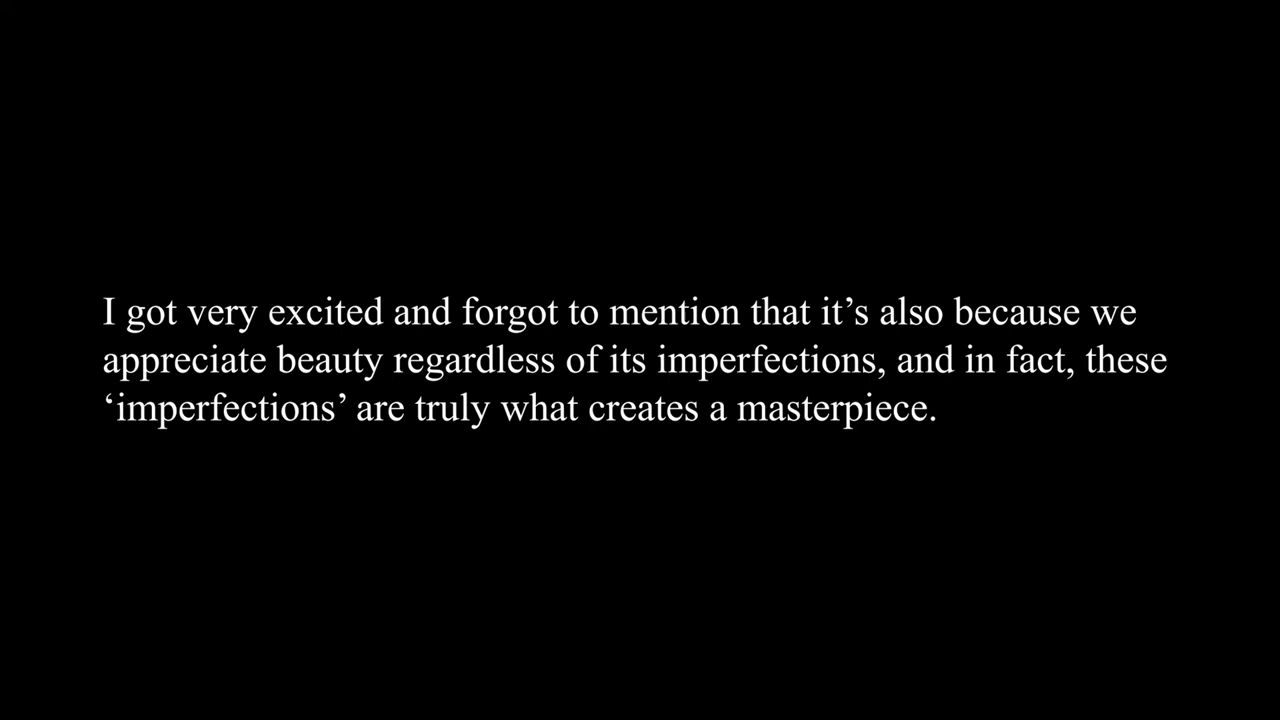 I got very excited and forgot to mention that it’s also because we
appreciate beauty regardless of its imperfections, and in fact, these
‘imperfections’ are truly what creates a masterpiece.